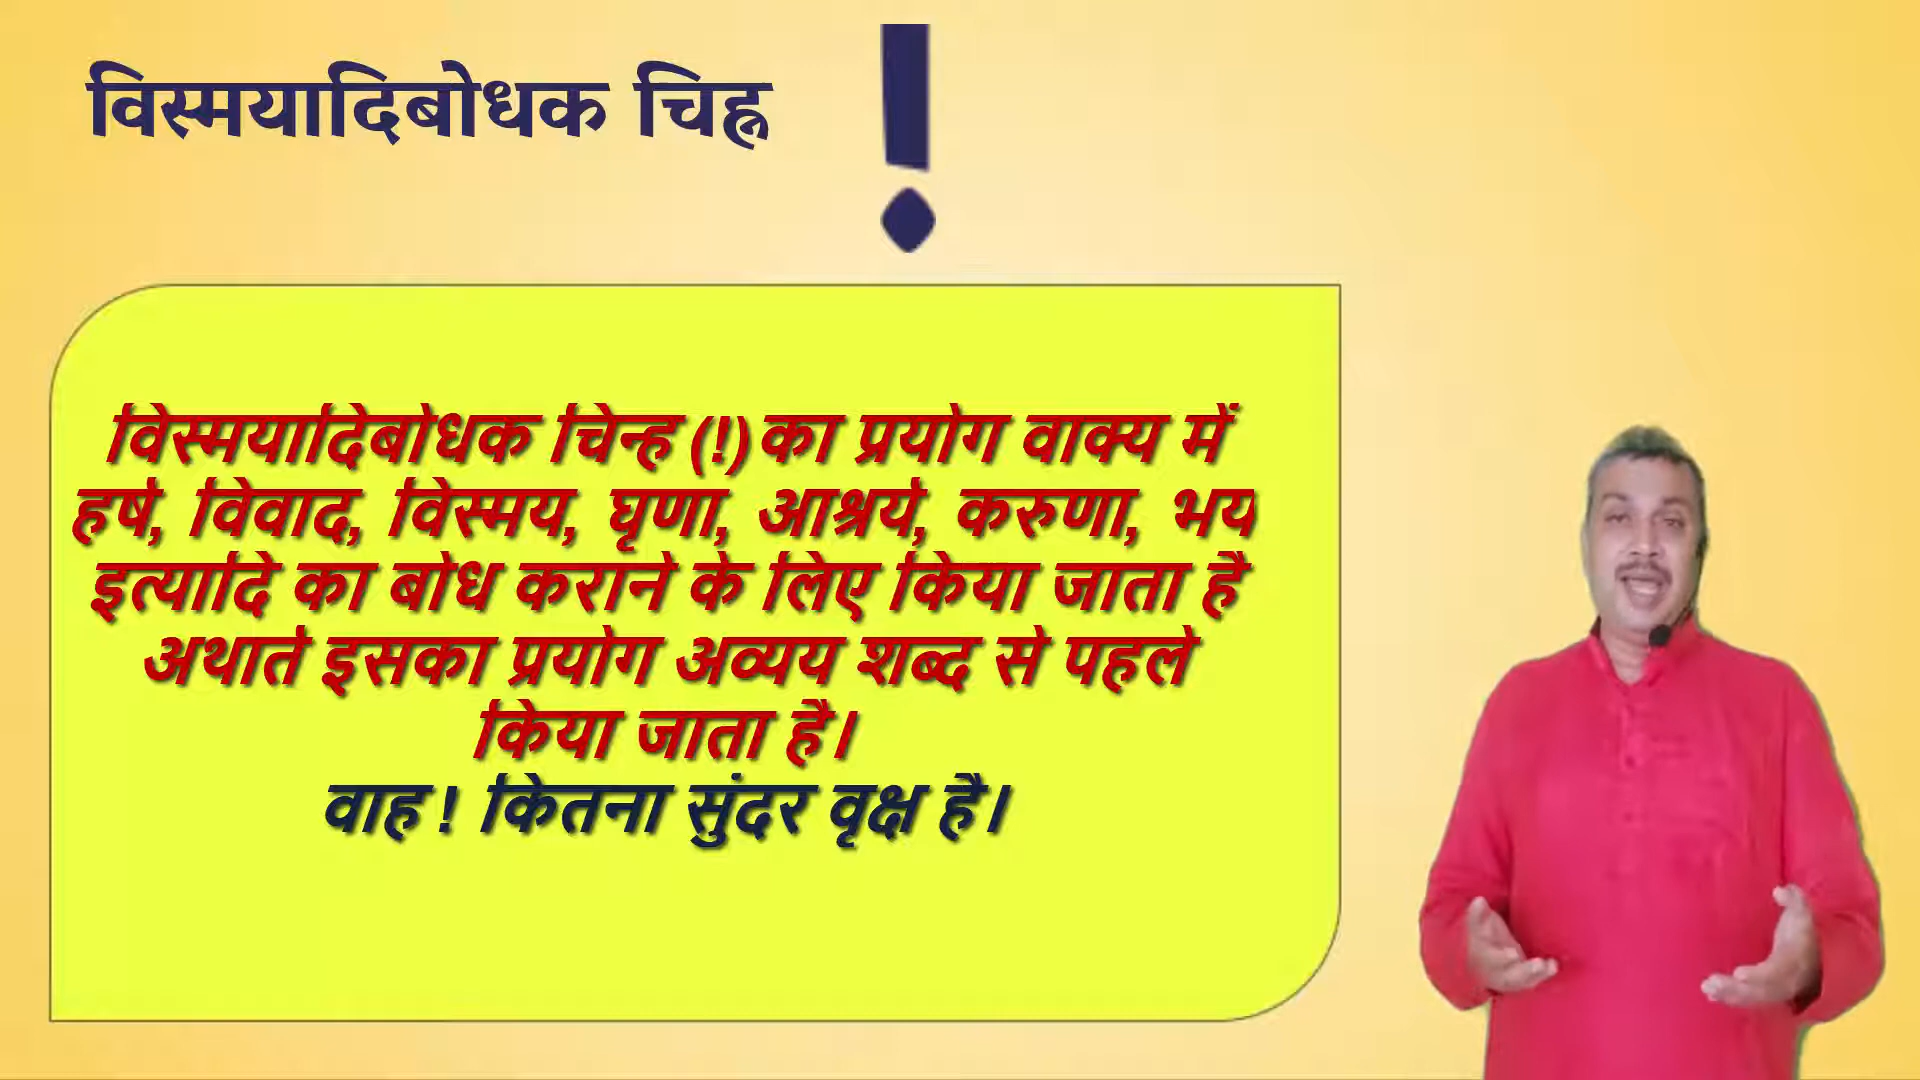 विस्मयादिबोधक चिह्न !
विस्मयादिबोधक चिन्ह (!) का प्रयोग वाक्य में
हर्ष, विवाद, विस्मय, घृणा, आश्रर्य, करुणा, भय
इत्यादि का बोध कराने के लिए किया जाता है
अर्थात इसका प्रयोग अव्यय शब्द से पहले
किया जाता है।
वाह ! कितना सुंदर वृक्ष है।